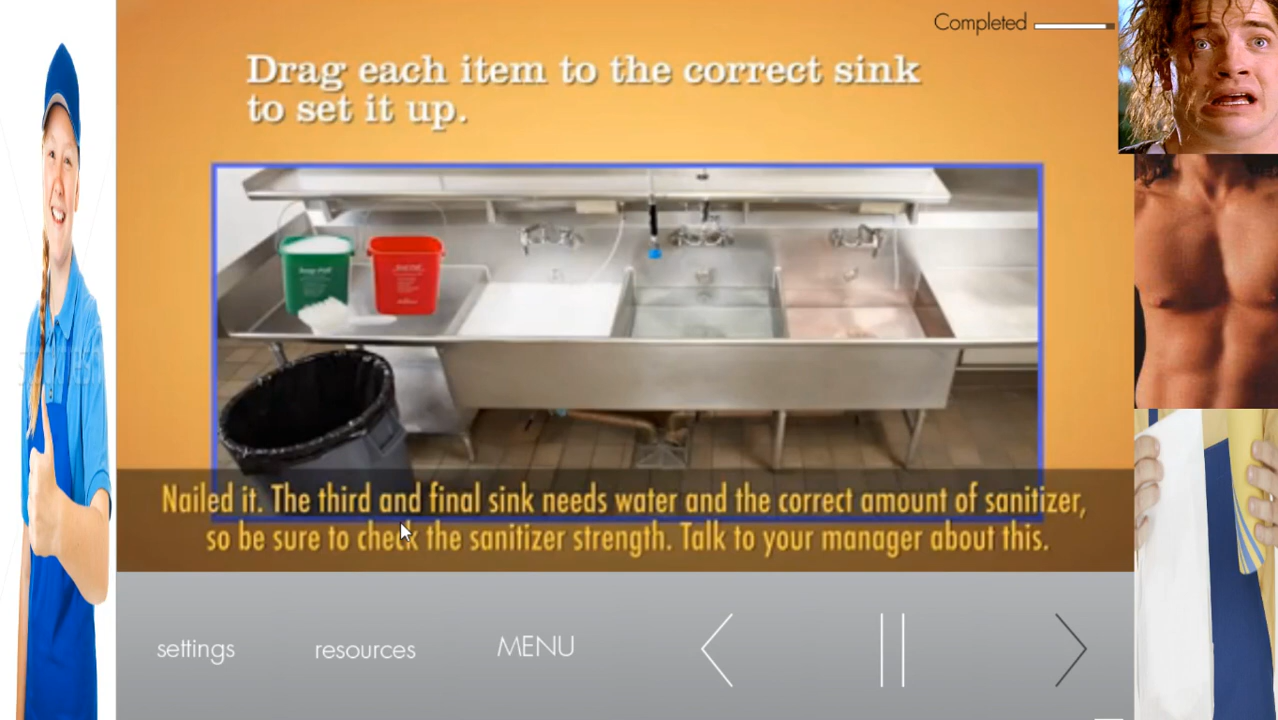 Completed
Drag each item to the correct sink
to set it up.
Nailed it. The third and final sink needs water and the correct amount of sanitizer,
so be sure to check the sanitizer strength. Talk to your manager about this.
settings
resources
MENU